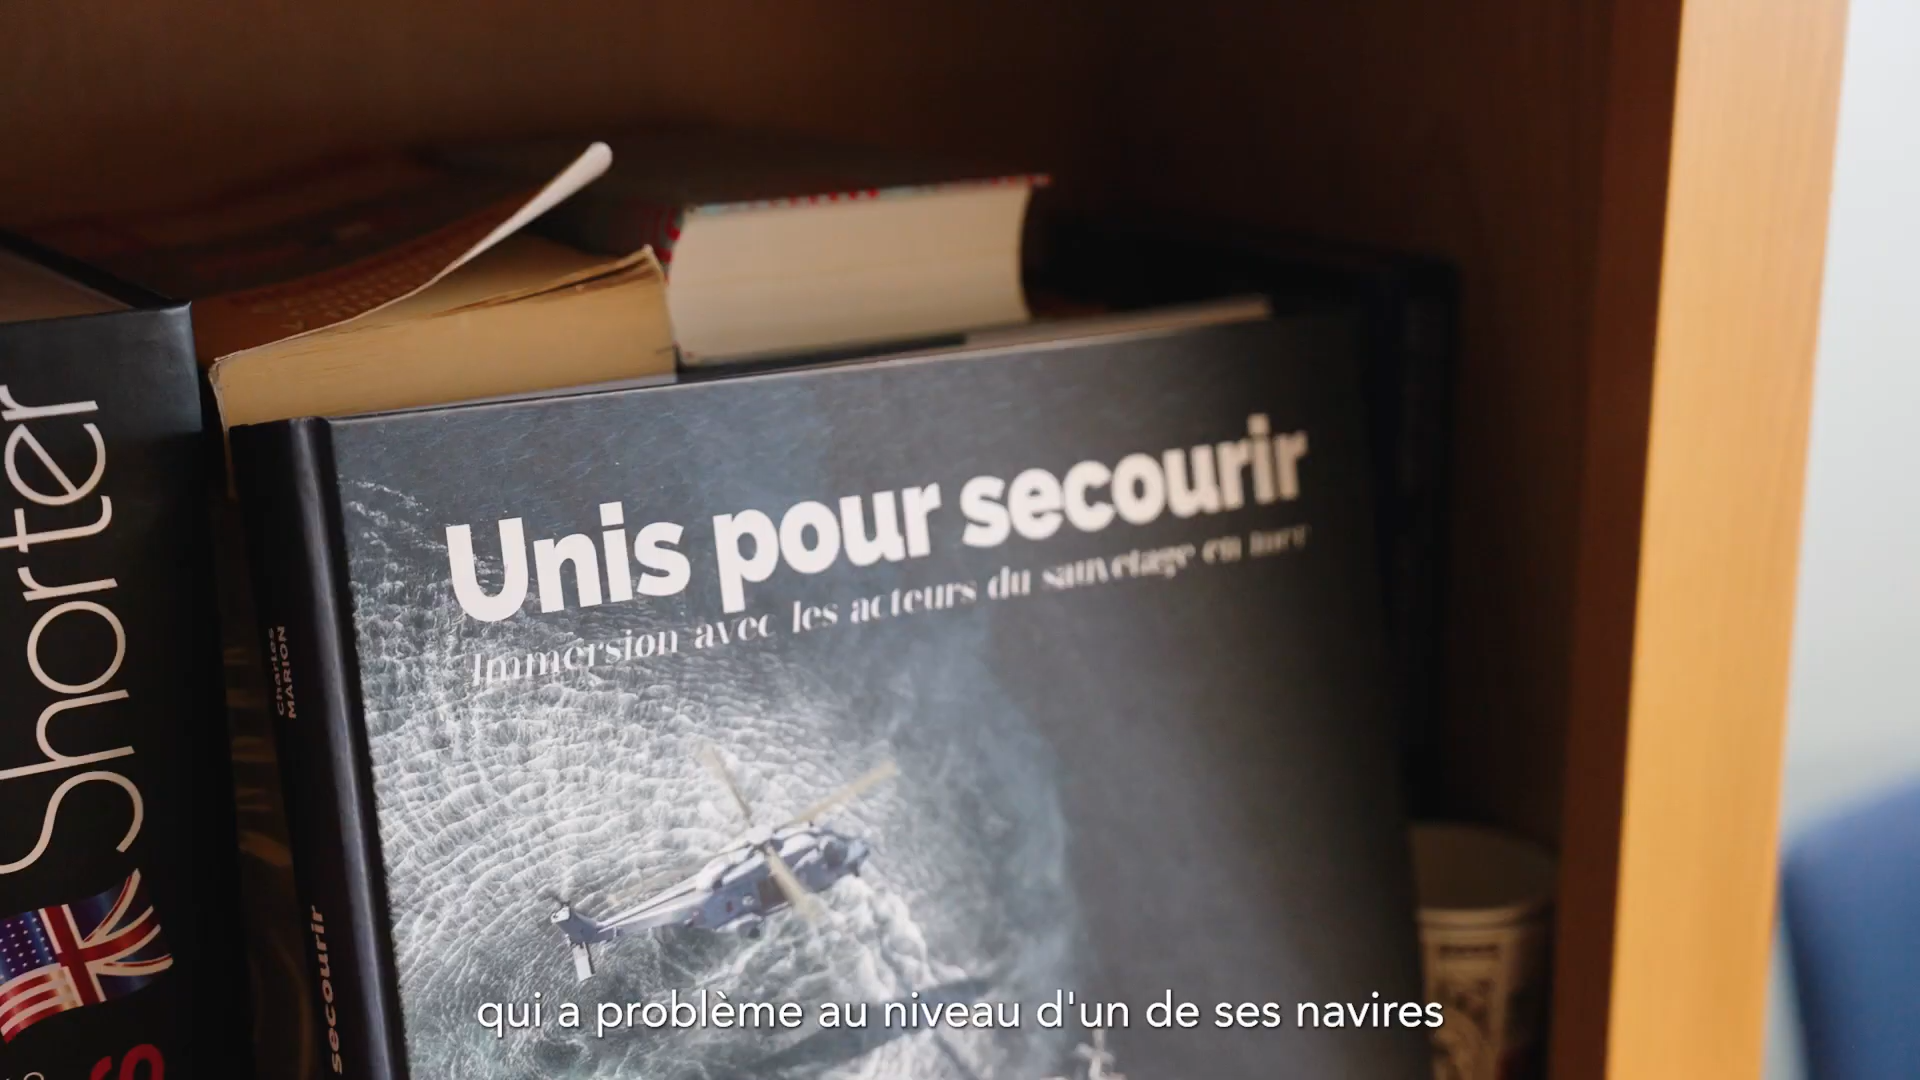 Shorter
Unis pour secourir
Immersion avec les acteurs du sauvetage en mer
Charles
MARION
secourir
qui a problème au niveau d'un de ses navires